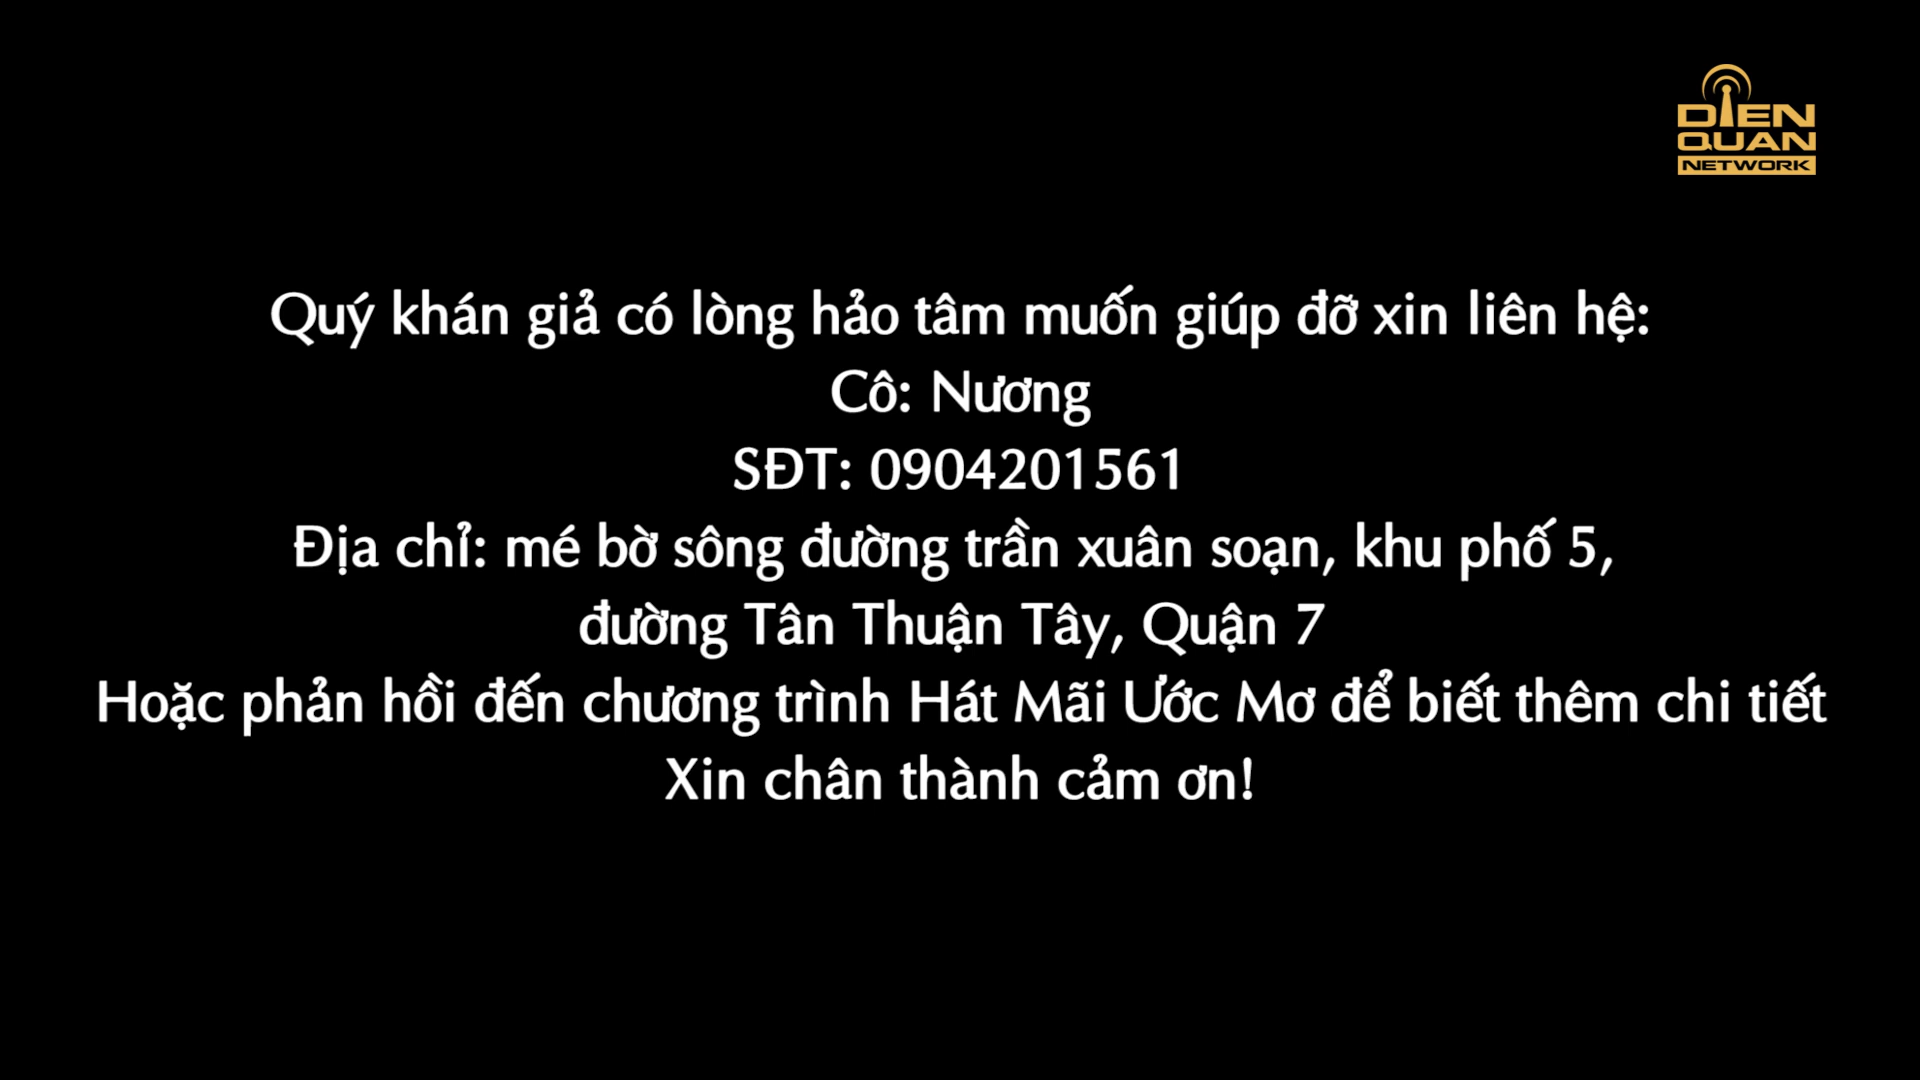 DIEN
QUAN
NETWORK
Quý khán giả có lòng hảo tâm muốn giúp đỡ xin liên hệ:
Cô: Nương
SĐT: 0904201561
Địa chỉ: mé bờ sông đường trần xuân soạn, khu phố 5,
đường Tân Thuận Tây, Quận 7
Hoặc phản hồi đến chương trình Hát Mãi Ước Mơ để biết thêm chi tiết
Xin chân thành cảm ơn!